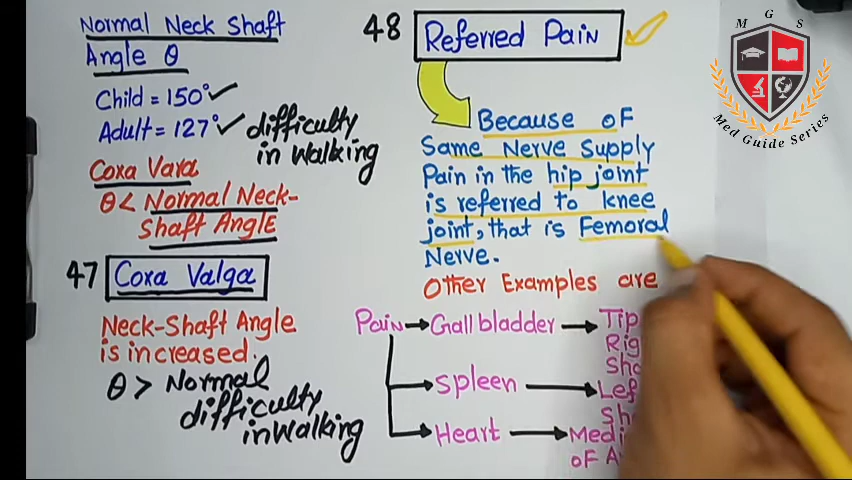 Normal Neck Shaft
Angle θ
Child = 150°
Adult = 127°
difficulty
in walking
Coxa Vara
θ < Normal Neck-
Shaft Angle
47 Coxa Valga
Neck-Shaft Angle
is increased.
θ > Normal
difficulty
in walking
48 Referred Pain
Because of
Same Nerve Supply
Pain in the hip joint
is referred to knee
joint, that is Femoral
Nerve.
Other Examples are
Pain → Gall bladder → Tip
Spleen →
Heart →
of
M G S
Med Guide Series